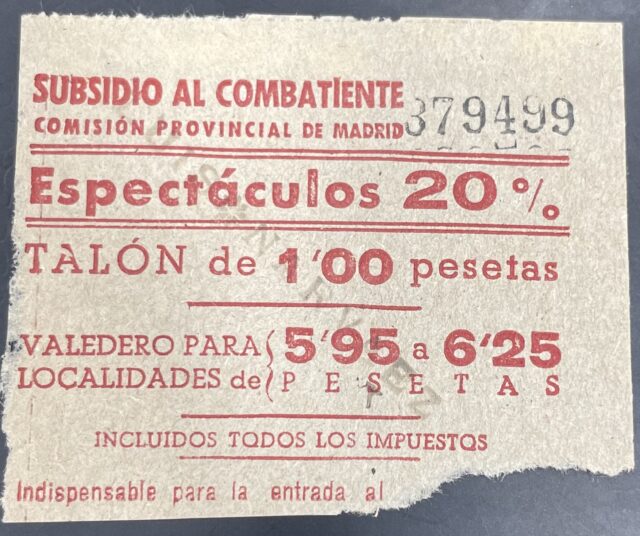 SUBSIDIO AL COMBATIENTE
COMISIÓN PROVINCIAL DE MADRID 379499
Espectáculos 20 %
TALÓN de 1'00 pesetas
VALEDERO PARA 5'95 a 6'25
LOCALIDADES de PESETAS
INCLUIDOS TODOS LOS IMPUESTOS
Indispensable para la entrada al